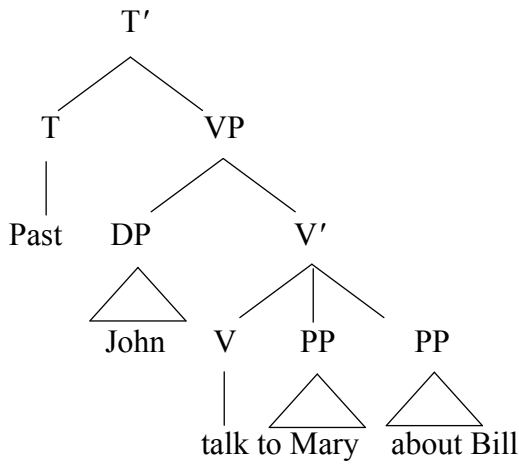 T′
T VP
Past DP V′
John V PP PP
talk to Mary about Bill